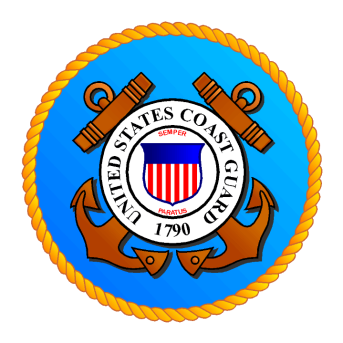 UNITED STATES COAST GUARD
SEMPER
PARATUS
1790